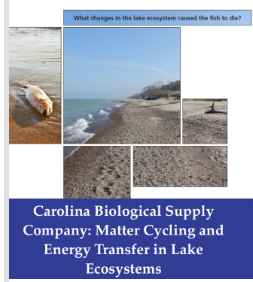 What changes in the lake ecosystem caused the fish to die?
Carolina Biological Supply
Company: Matter Cycling and
Energy Transfer in Lake
Ecosystems